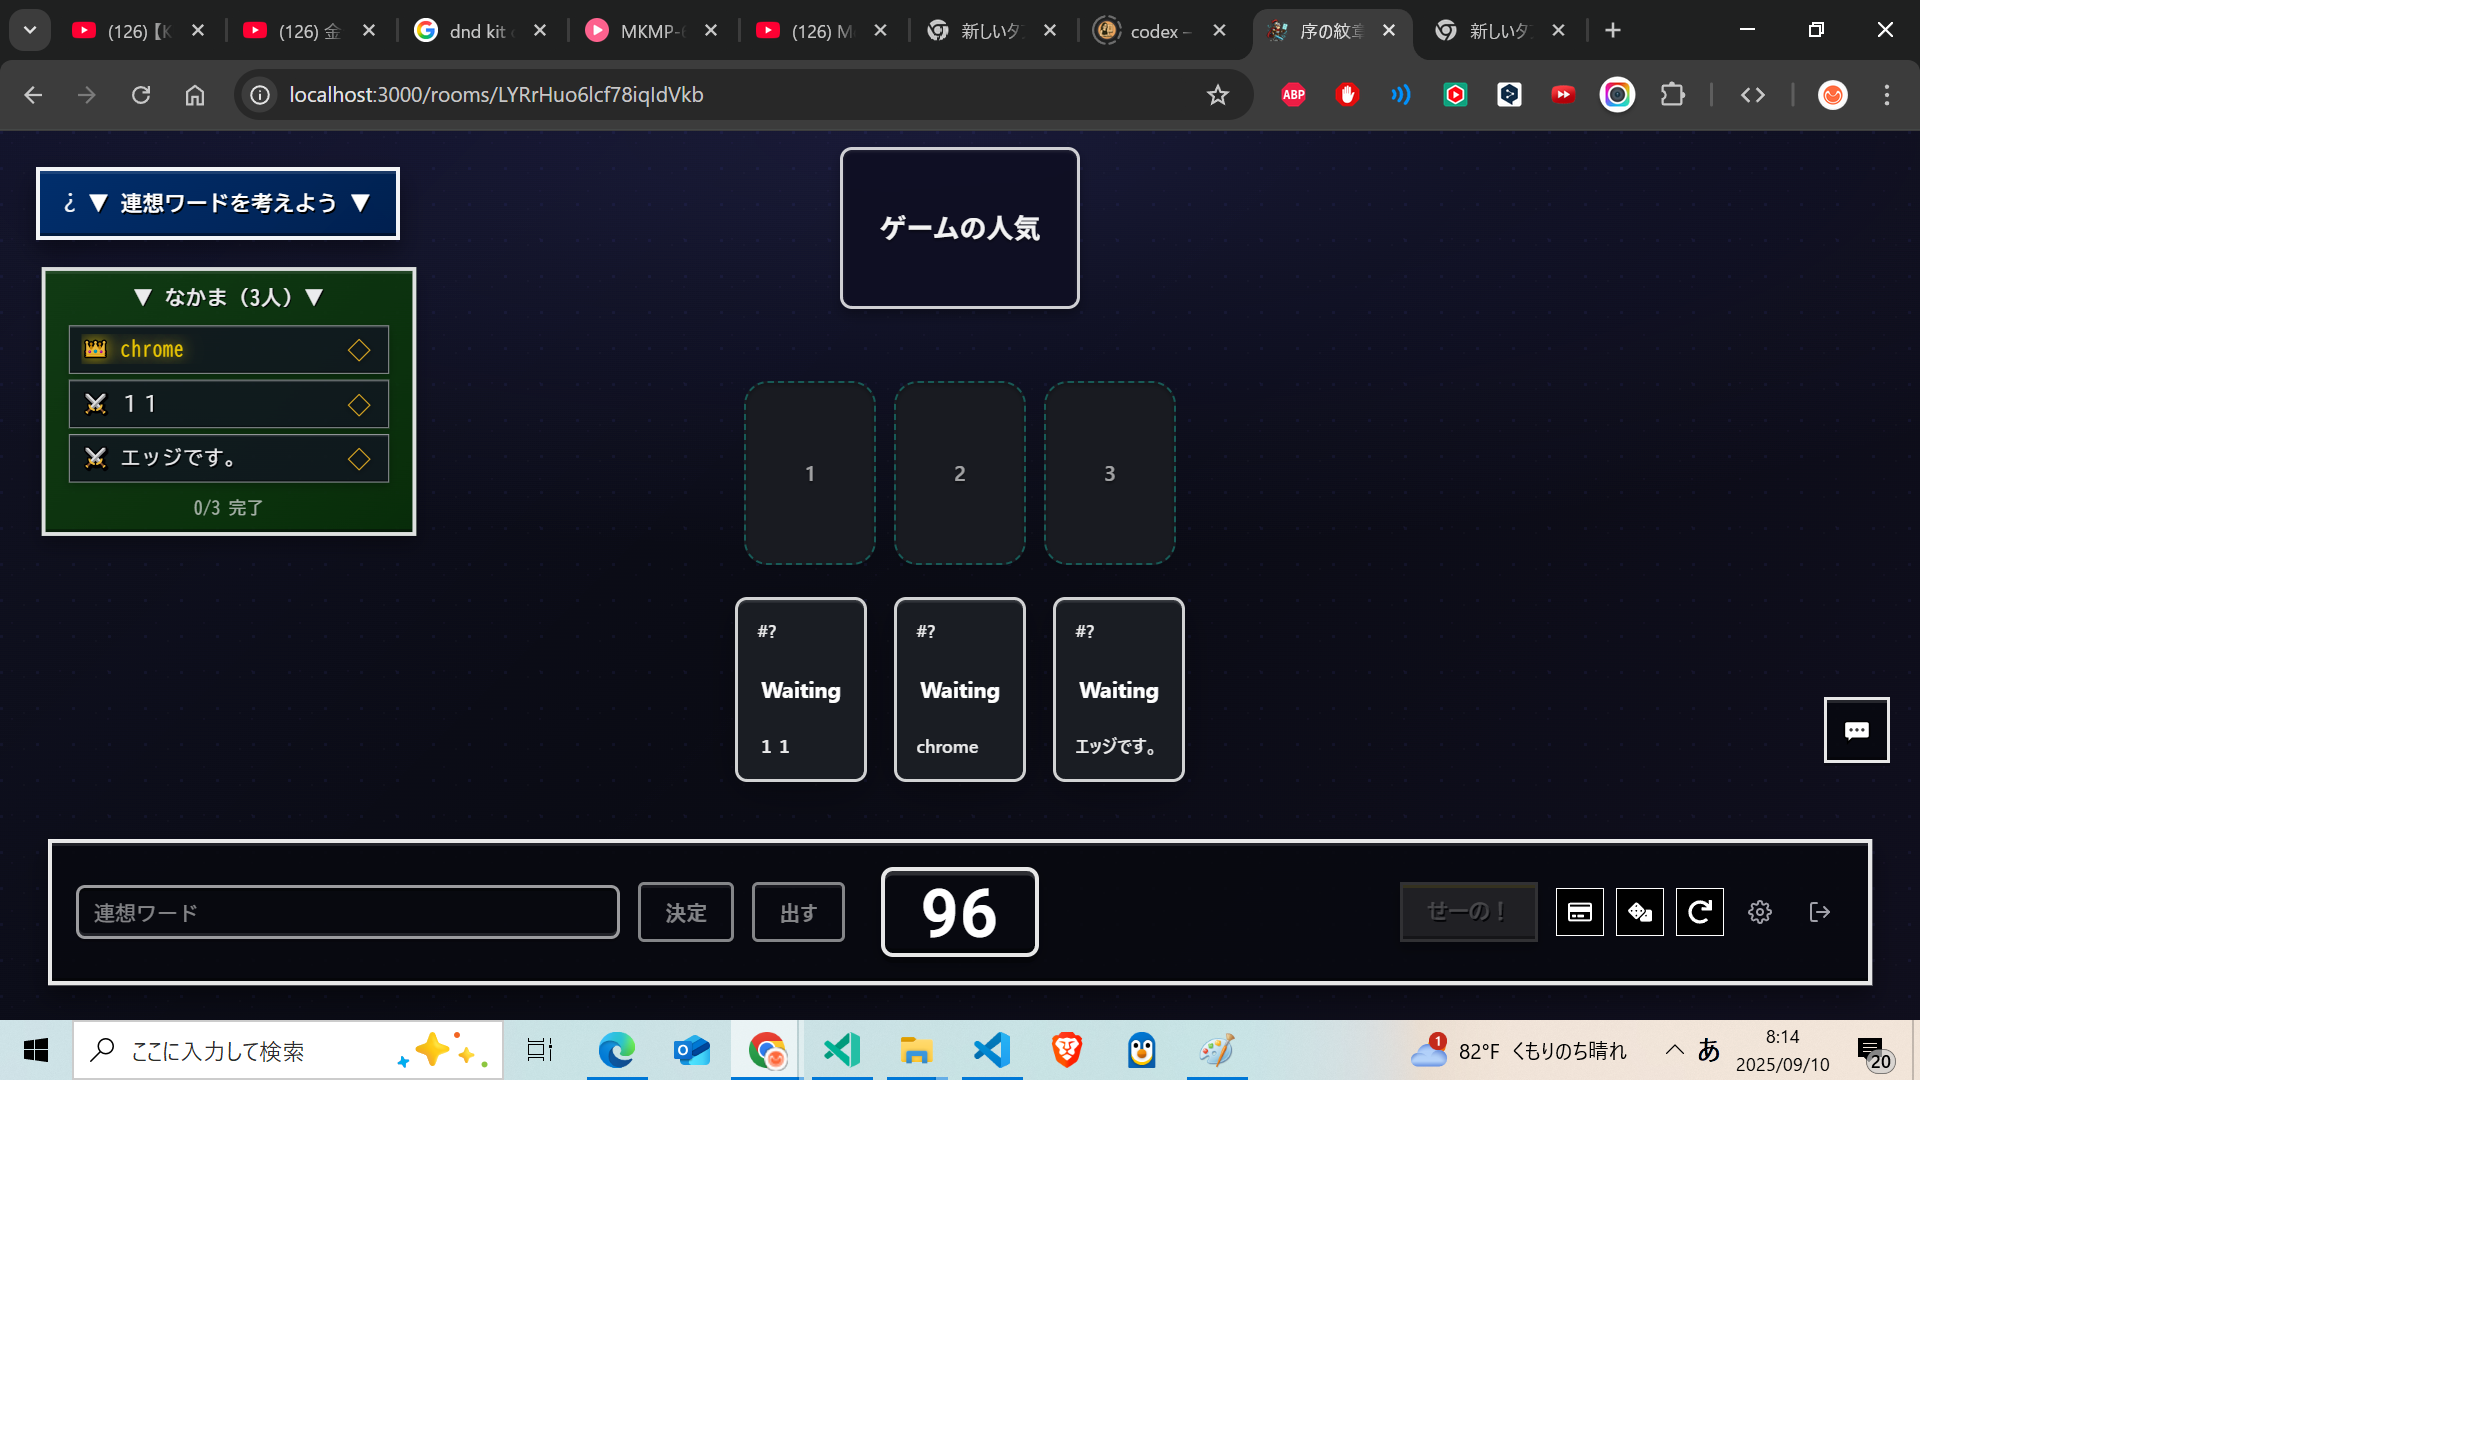 (126)【K
(126) 金
dnd kit
MKMP-
(126) M
新しいタ
codex –
序の紋章
新しいタ
localhost:3000/rooms/LYRrHuo6lcf78iqIdVkb
ABP
¿ ▼ 連想ワードを考えよう ▼
ゲームの人気
▼ なかま（3人）▼
chrome ◇
１１ ◇
エッジです。 ◇
0/3 完了
1
2
3
#?
Waiting
１１
#?
Waiting
chrome
#?
Waiting
エッジです。
連想ワード
決定
出す
96
せーの！
ここに入力して検索
1
82°F くもりのち晴れ
あ
8:14
2025/09/10
20